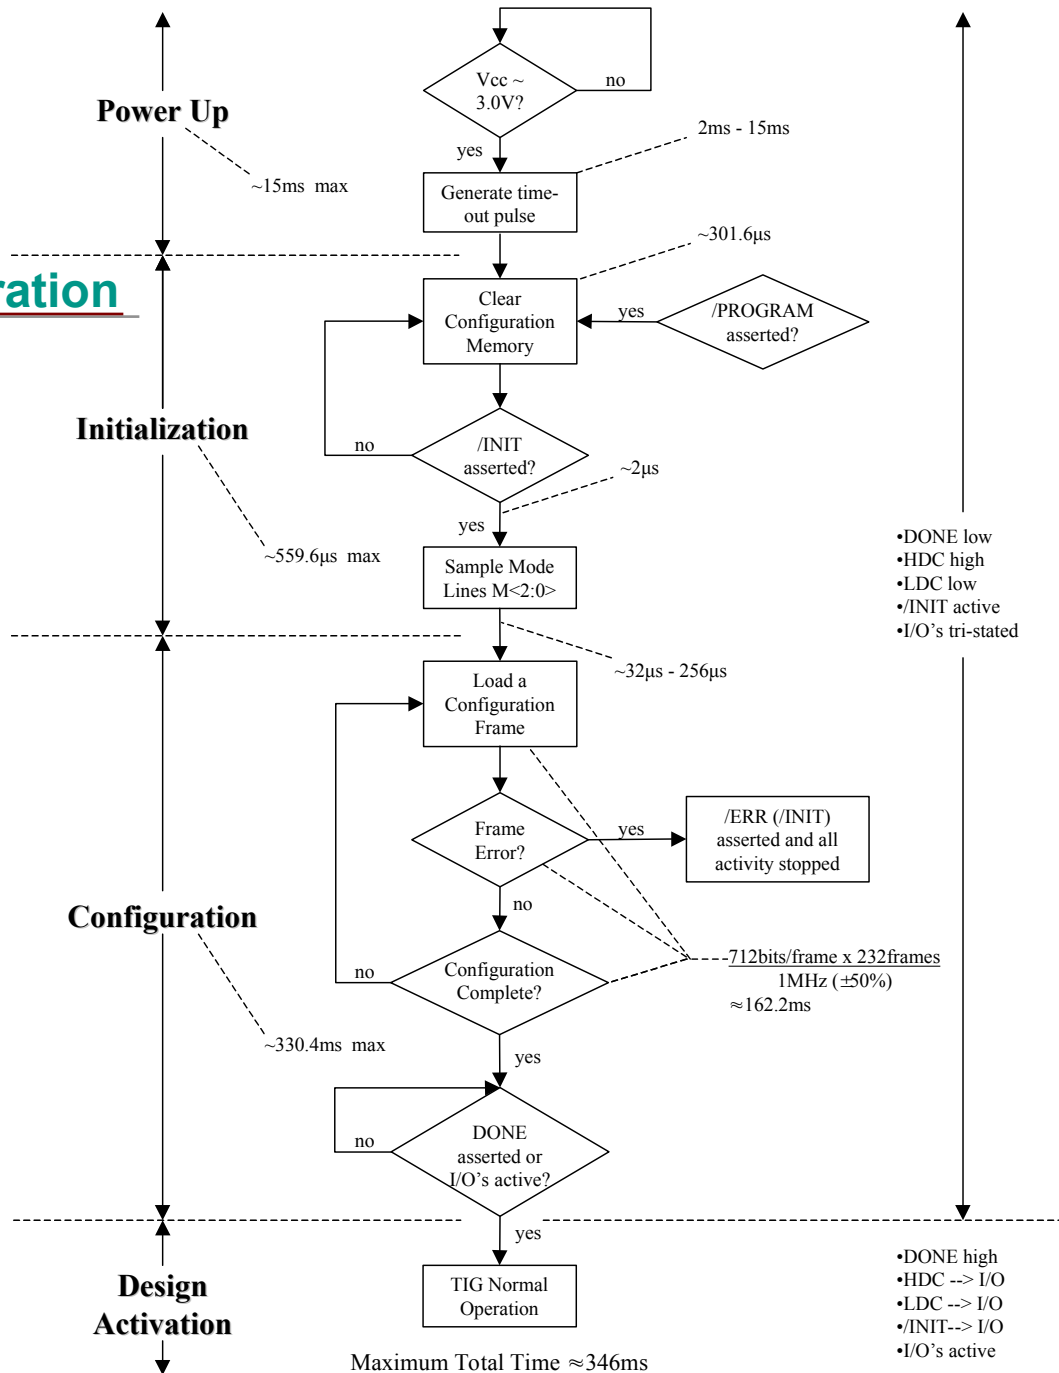 Vcc ~
3.0V?
no
Power Up
2ms - 15ms
yes
~15ms max
Generate time-
out pulse
~301.6µs
ration
Clear
Configuration
Memory
yes
/PROGRAM
asserted?
Initialization
no
/INIT
asserted?
~2µs
yes
~559.6µs max
Sample Mode
Lines M<2:0>
•DONE low
•HDC high
•LDC low
•/INIT active
•I/O's tri-stated
~32µs - 256µs
Load a
Configuration
Frame
Frame
Error?
yes
/ERR (/INIT)
asserted and all
activity stopped
no
Configuration
no
Configuration
Complete?
712bits/frame x 232frames
1MHz (±50%)
≈162.2ms
~330.4ms max
yes
no
DONE
asserted or
I/O's active?
yes
Design
Activation
TIG Normal
Operation
•DONE high
•HDC --> I/O
•LDC --> I/O
•/INIT--> I/O
•I/O's active
Maximum Total Time ≈346ms